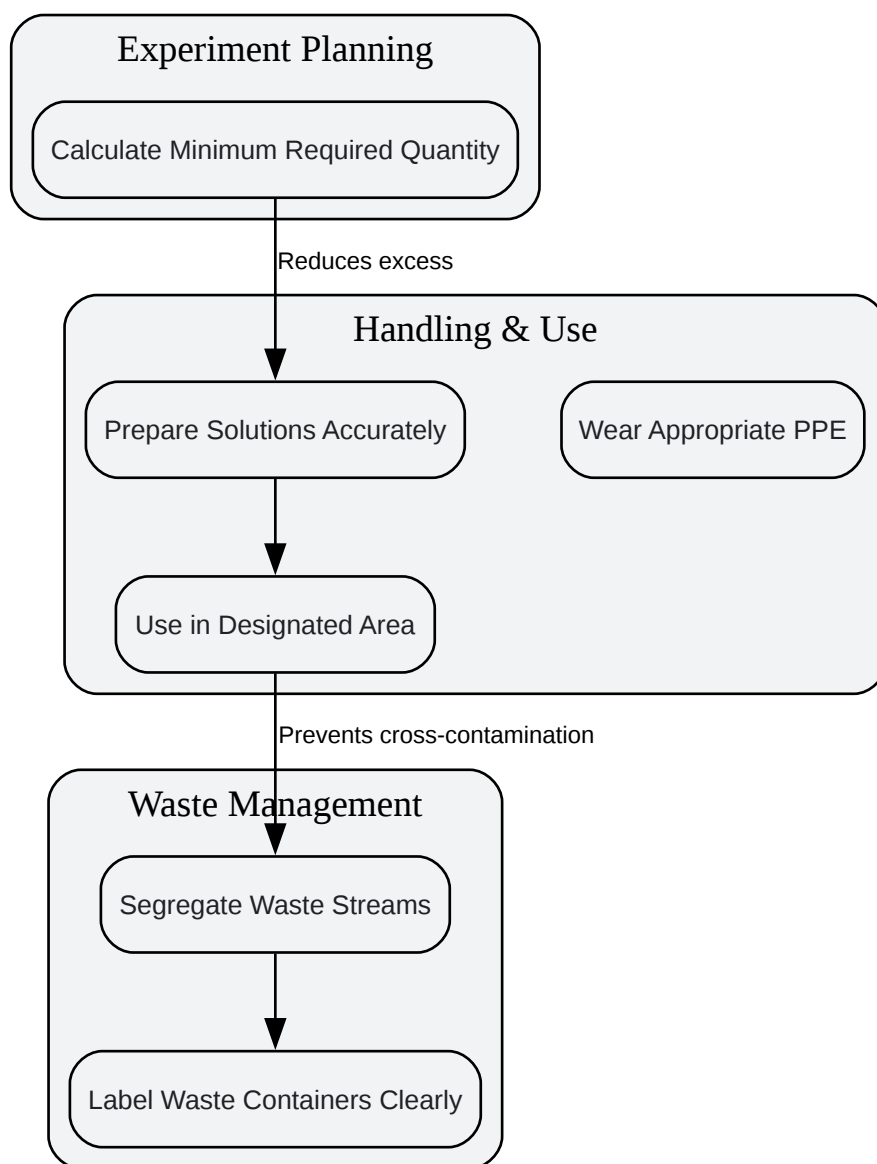 Experiment Planning
Calculate Minimum Required Quantity
Reduces excess
Handling & Use
Prepare Solutions Accurately
Wear Appropriate PPE
Use in Designated Area
Prevents cross-contamination
Waste Management
Segregate Waste Streams
Label Waste Containers Clearly